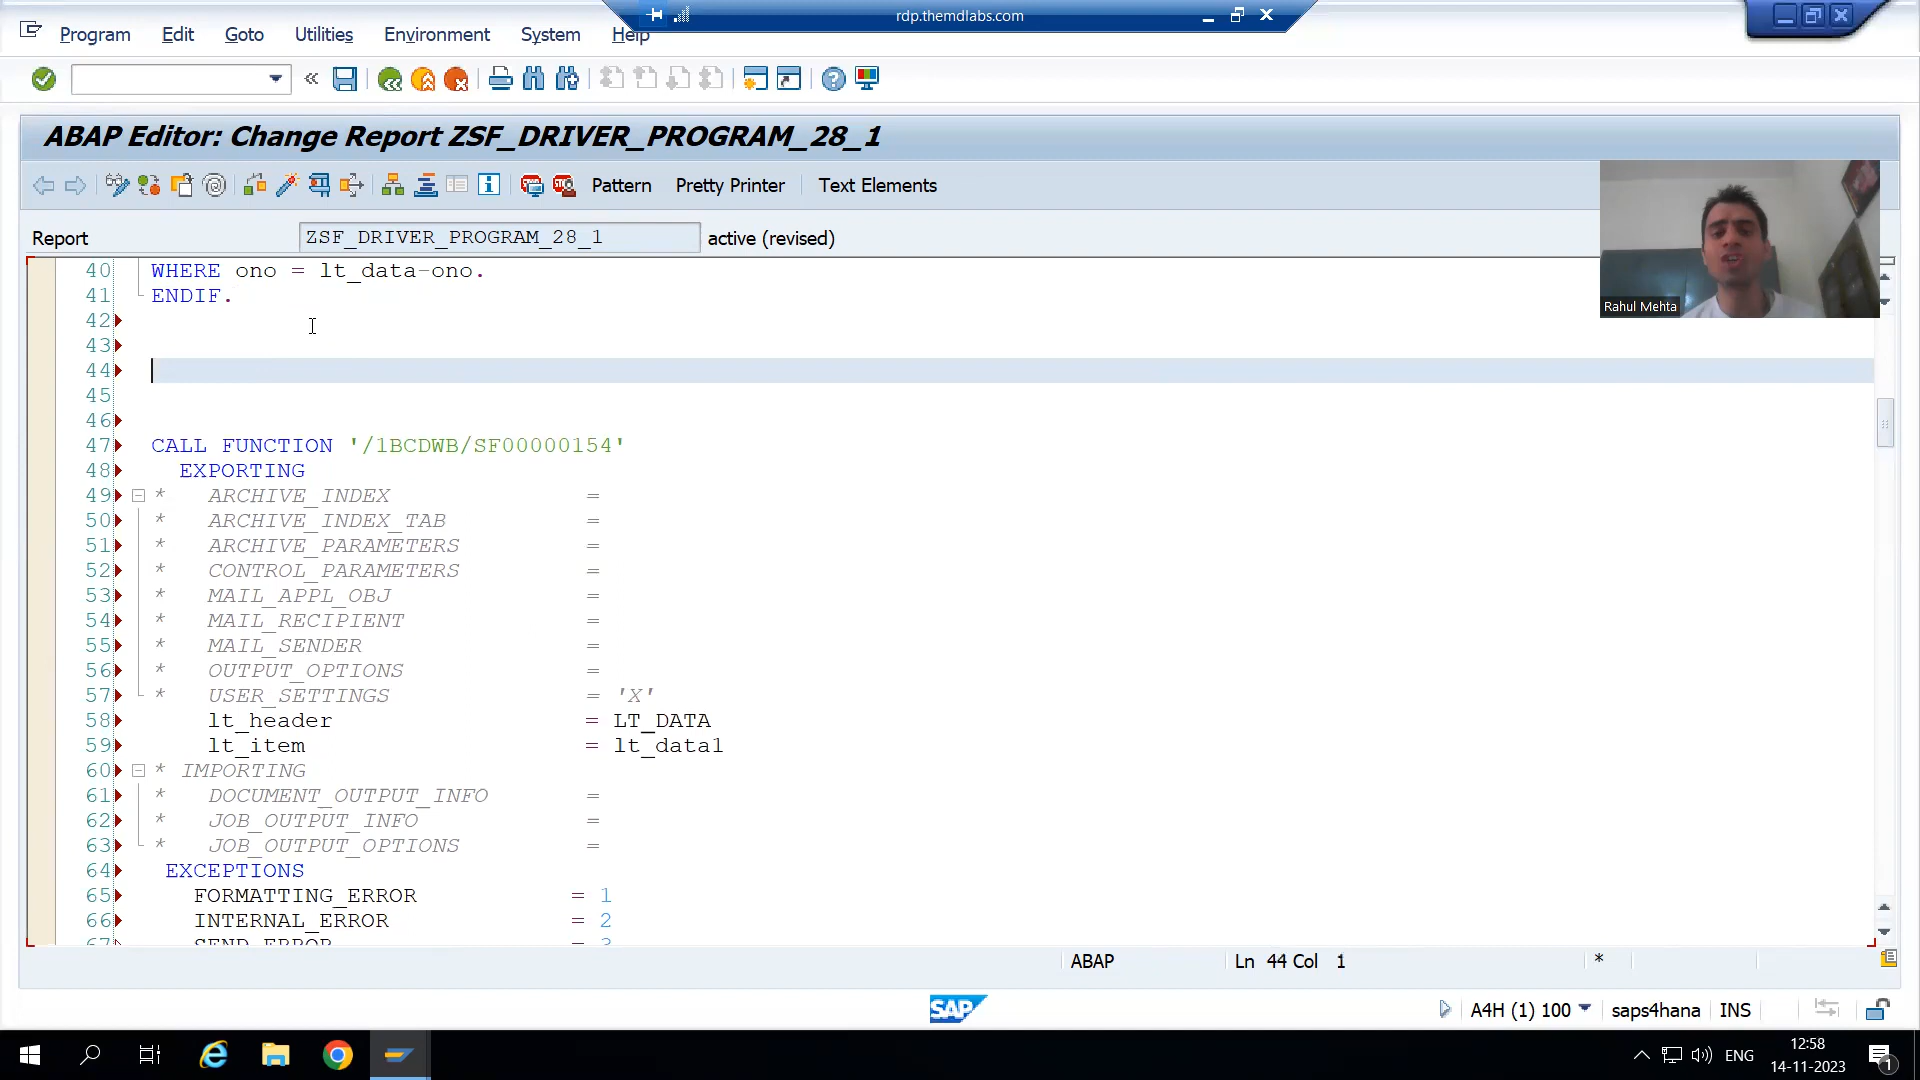 rdp.themdlabs.com
Program Edit Goto Utilities Environment System Help
ABAP Editor: Change Report ZSF_DRIVER_PROGRAM_28_1
Pattern Pretty Printer Text Elements
Report ZSF_DRIVER_PROGRAM_28_1 active (revised)
Rahul Mehta
40 WHERE ono = lt_data-ono.
41 ENDIF.
42
43
44
45
46
47 CALL FUNCTION '/1BCDWB/SF00000154'
48 EXPORTING
49 * ARCHIVE_INDEX =
50 * ARCHIVE_INDEX_TAB =
51 * ARCHIVE_PARAMETERS =
52 * CONTROL_PARAMETERS =
53 * MAIL_APPL_OBJ =
54 * MAIL_RECIPIENT =
55 * MAIL_SENDER =
56 * OUTPUT_OPTIONS =
57 * USER_SETTINGS = 'X'
58 lt_header = LT_DATA
59 lt_item = lt_data1
60 * IMPORTING
61 * DOCUMENT_OUTPUT_INFO =
62 * JOB_OUTPUT_INFO =
63 * JOB_OUTPUT_OPTIONS =
64 EXCEPTIONS
65 FORMATTING_ERROR = 1
66 INTERNAL_ERROR = 2
67 SEND_ERROR = 3
ABAP Ln 44 Col 1 *
SAP A4H (1) 100 saps4hana INS
ENG 12:58
14-11-2023 1